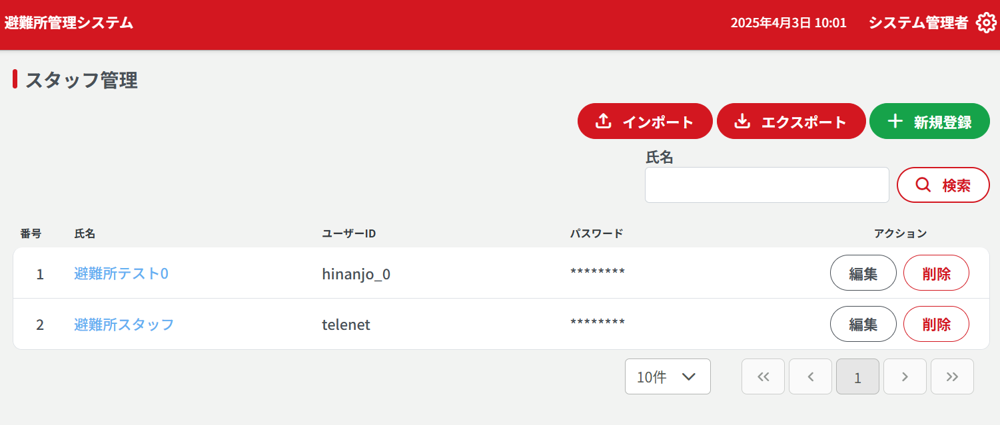 避難所管理システム 2025年4月3日 10:01 システム管理者
スタッフ管理
インポート エクスポート 新規登録
氏名
検索
番号 氏名 ユーザーID パスワード アクション
1 避難所テスト0 hinanjo_0 ******** 編集 削除
2 避難所スタッフ telenet ******** 編集 削除
10件 1